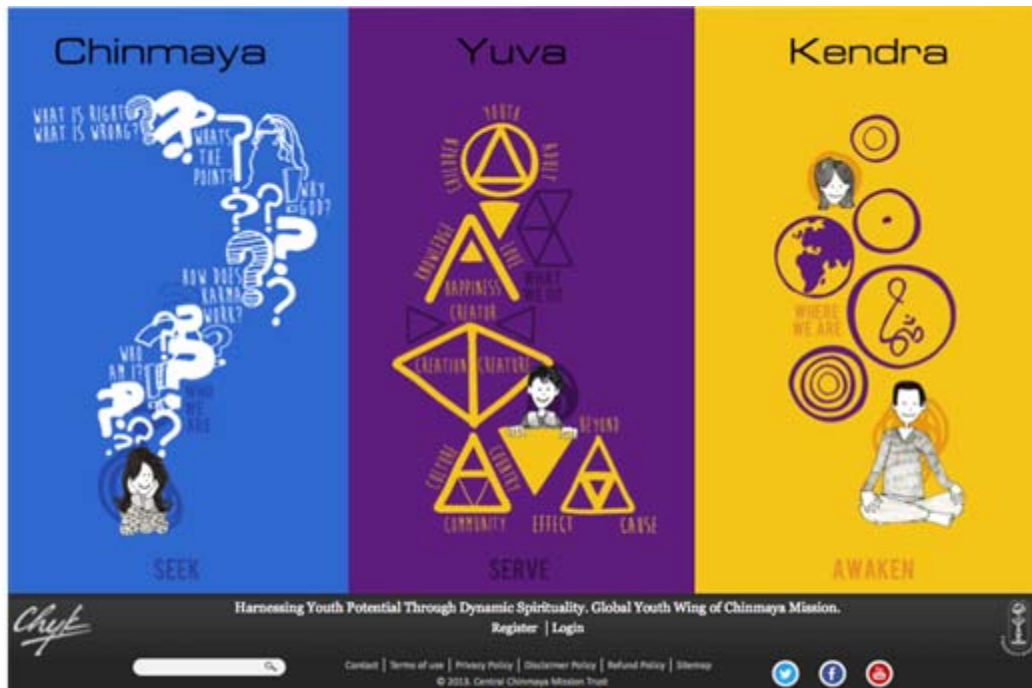 Chinmaya
Yuva
Kendra
WHAT IS RIGHT?
WHAT IS WRONG?
WHATS
THE
POINT?
WHY
GOD?
HOW DOES
KARMA
WORK?
WHO
AM I?
WHO
WE
ARE
SEEK
YOUTH
CHILDREN
ADULT
KNOWLEDGE
LOVE
HAPPINESS
WHAT
WE DO
CREATOR
CREATION
CREATURE
BEYOND
CULTURE
COUNTRY
COMMUNITY
EFFECT
CAUSE
SERVE
WHERE
WE ARE
AWAKEN
Chyk
Harnessing Youth Potential Through Dynamic Spirituality. Global Youth Wing of Chinmaya Mission.
Register | Login
Contact | Terms of use | Privacy Policy | Disclaimer Policy | Refund Policy | Sitemap
© 2013. Central Chinmaya Mission Trust